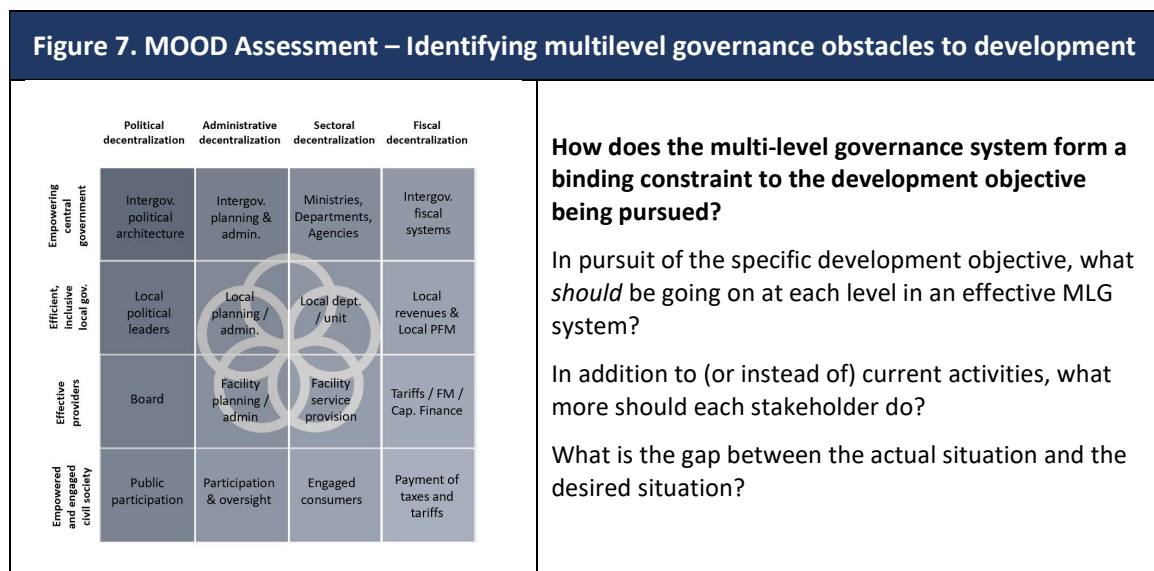 Figure 7. MOOD Assessment – Identifying multilevel governance obstacles to development
Political
decentralization
Administrative
decentralization
Sectoral
decentralization
Fiscal
decentralization
Empowering
central
government
Intergov.
political
architecture
Intergov.
planning &
admin.
Ministries,
Departments,
Agencies
Intergov.
fiscal
systems
Efficient,
inclusive
local gov.
Local
political
leaders
Local
planning /
admin.
Local dept.
/ unit
Local
revenues &
Local PFM
Effective
providers
Board
Facility
planning /
admin
Facility
service
provision
Tariffs / FM /
Cap. Finance
Empowered
and engaged
civil society
Public
participation
Participation
& oversight
Engaged
consumers
Payment of
taxes and
tariffs
How does the multi-level governance system form a
binding constraint to the development objective
being pursued?
In pursuit of the specific development objective, what
should be going on at each level in an effective MLG
system?
In addition to (or instead of) current activities, what
more should each stakeholder do?
What is the gap between the actual situation and the
desired situation?